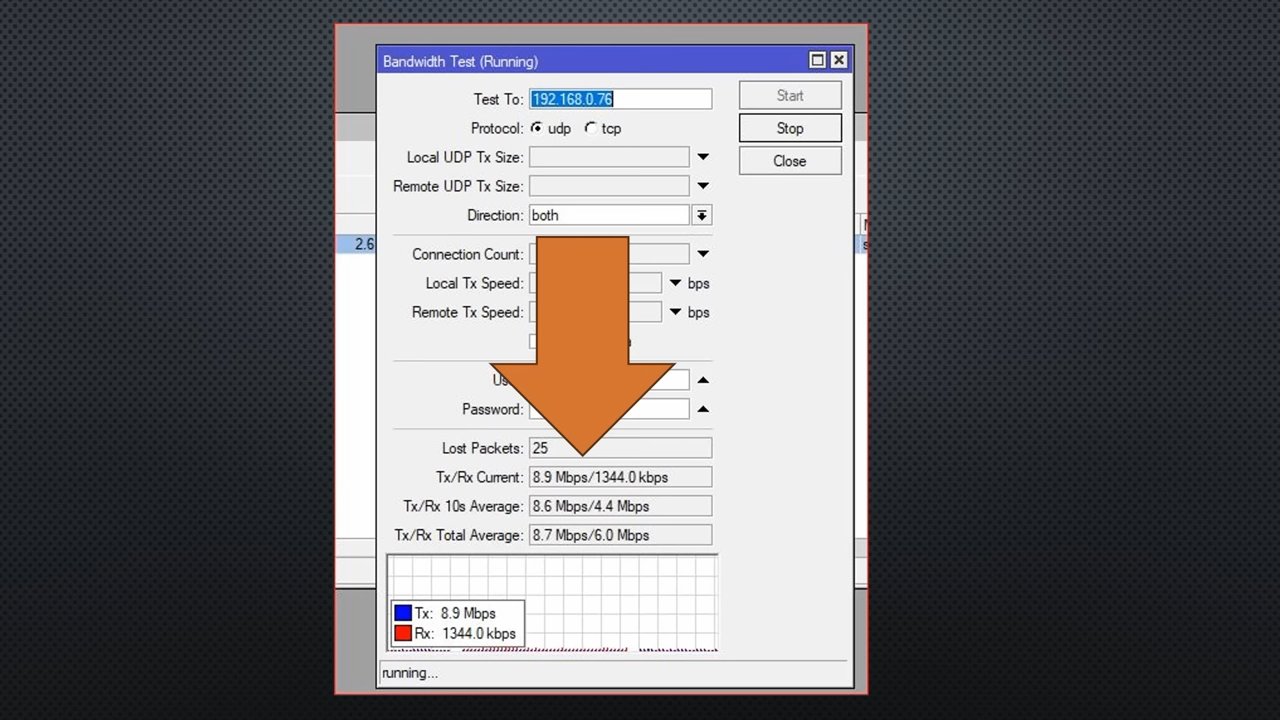 Bandwidth Test (Running)
Test To: 192.168.0.76
Start
Protocol: udp tcp
Stop
Local UDP Tx Size:
Close
Remote UDP Tx Size:
Direction: both
2.6
Connection Count:
Local Tx Speed: bps
Remote Tx Speed: bps
Password:
Lost Packets: 25
Tx/Rx Current: 8.9 Mbps/1344.0 kbps
Tx/Rx 10s Average: 8.6 Mbps/4.4 Mbps
Tx/Rx Total Average: 8.7 Mbps/6.0 Mbps
Tx: 8.9 Mbps
Rx: 1344.0 kbps
running...